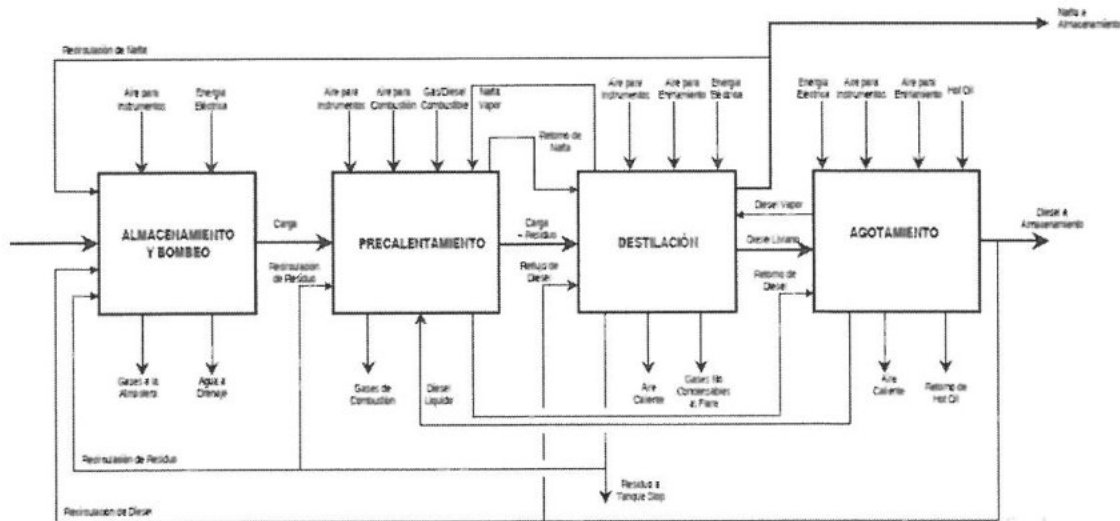 Nafta a
Almacenamiento
Recirculación de Nafta
Aire para
Instrumentos
Energía
Eléctrica
Aire para
Instrumentos
Aire para
Combustión
Gas/Diesel
Combustible
Nafta
Vapor
Retorno de
Nafta
Aire para
Instrumentos
Aire para
Enfriamiento
Energía
Eléctrica
Energía
Eléctrica
Aire para
Instrumentos
Aire para
Enfriamiento
Hot Oil
ALMACENAMIENTO
Y BOMBEO
Carga
PRECALENTAMIENTO
Carga
+ Residuo
DESTILACIÓN
Diesel Vapor
Diesel Liviano
AGOTAMIENTO
Diesel a
Almacenamiento
Recirculación
de Residuo
Reflujo de
Diesel
Retorno de
Diesel
Gases a la
Atmósfera
Agua a
Drenaje
Gases de
Combustión
Diesel
Líquido
Aire
Caliente
Gases No
Condensables
al Flare
Aire
Caliente
Retorno de
Hot Oil
Recirculación de Residuo
Residuo a
Tanque Slop
Recirculación de Diesel